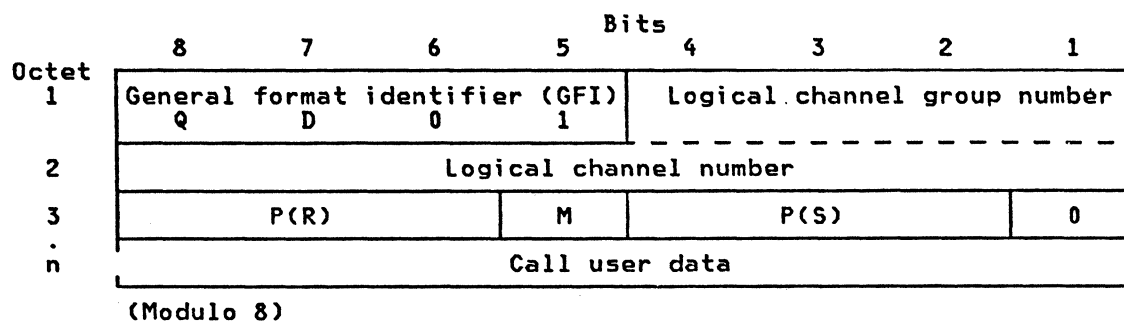 Bits
8 7 6 5 4 3 2 1
Octet
1 General format identifier (GFI) Logical channel group number
Q D 0 1
2 Logical channel number
3 P(R) M P(S) 0
.
n Call user data
(Modulo 8)